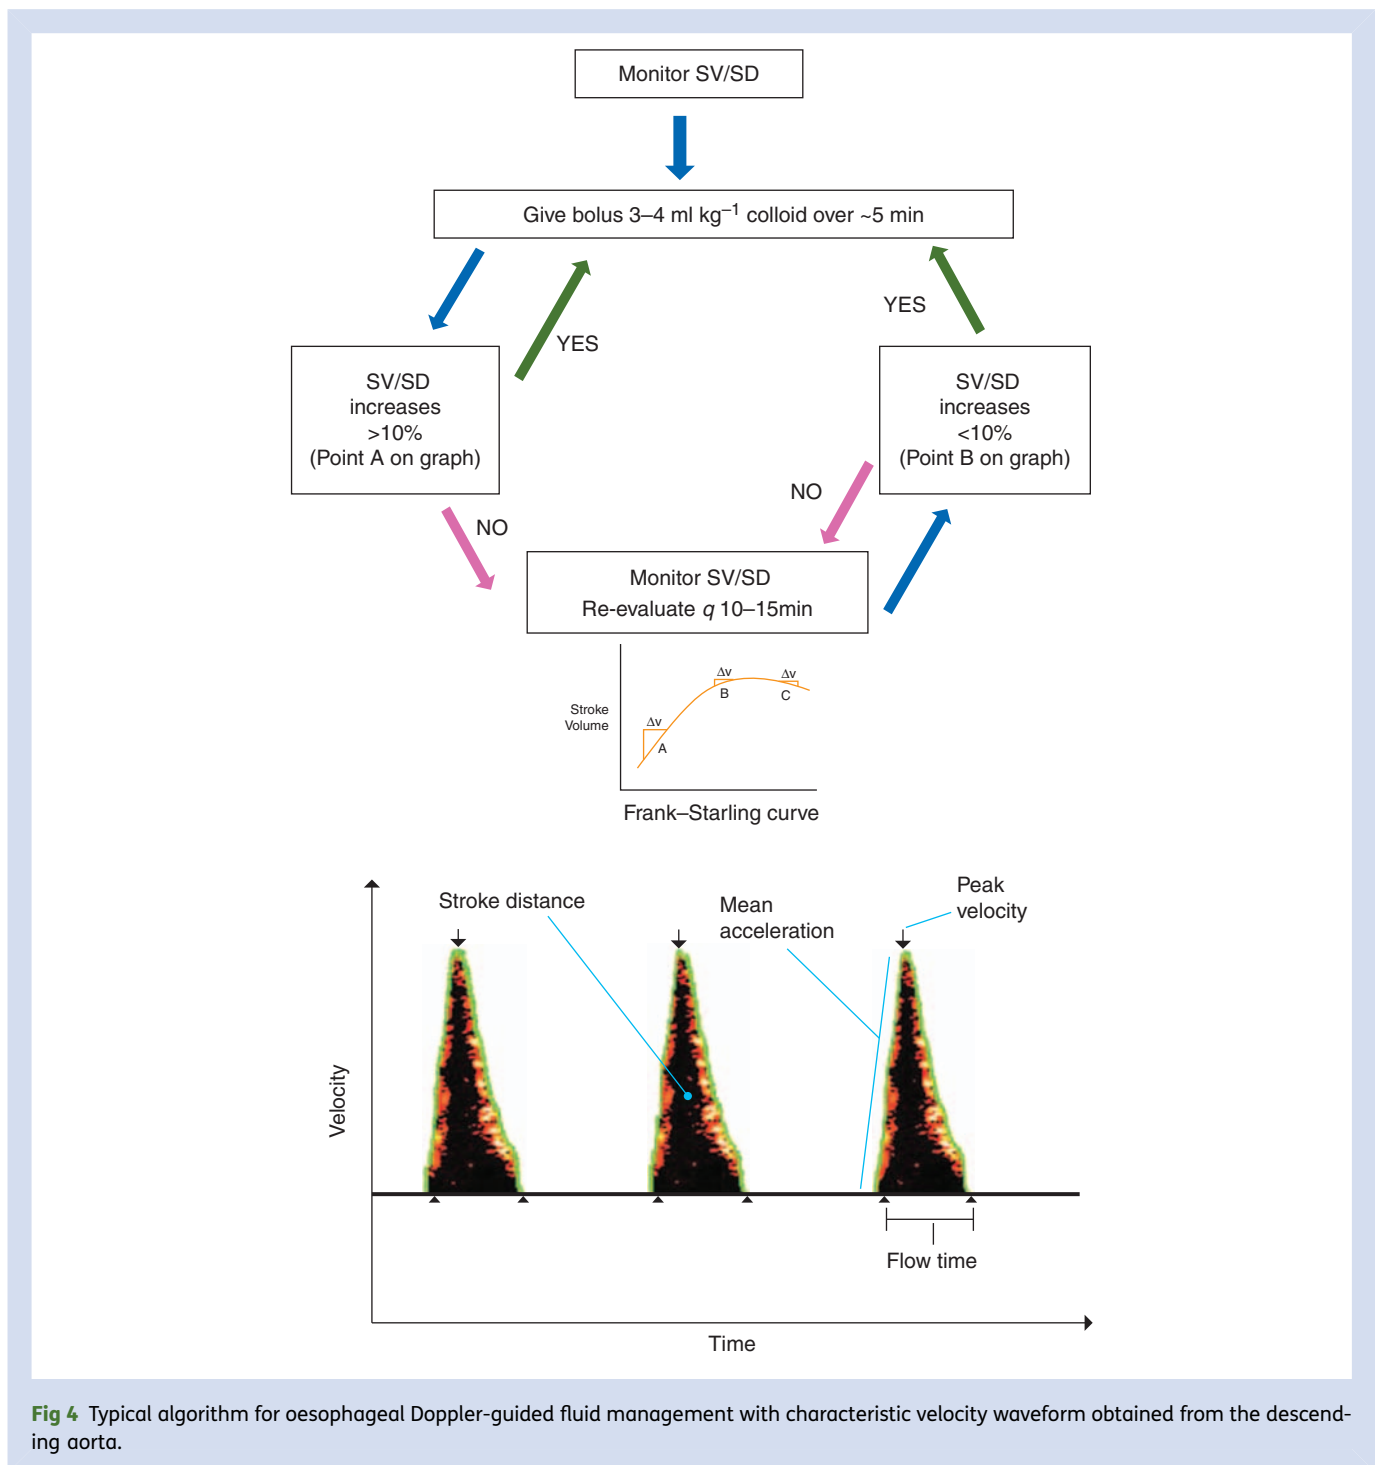 Monitor SV/SD
Give bolus 3–4 ml kg⁻¹ colloid over ~5 min
YES
YES
SV/SD
increases
>10%
(Point A on graph)
SV/SD
increases
<10%
(Point B on graph)
NO
NO
Monitor SV/SD
Re-evaluate q 10–15min
Δv
B
Δv
C
Stroke
Volume
Δv
A
Frank–Starling curve
Stroke distance
Mean
acceleration
Peak
velocity
Velocity
Flow time
Time
Fig 4 Typical algorithm for oesophageal Doppler-guided fluid management with characteristic velocity waveform obtained from the descend-
ing aorta.